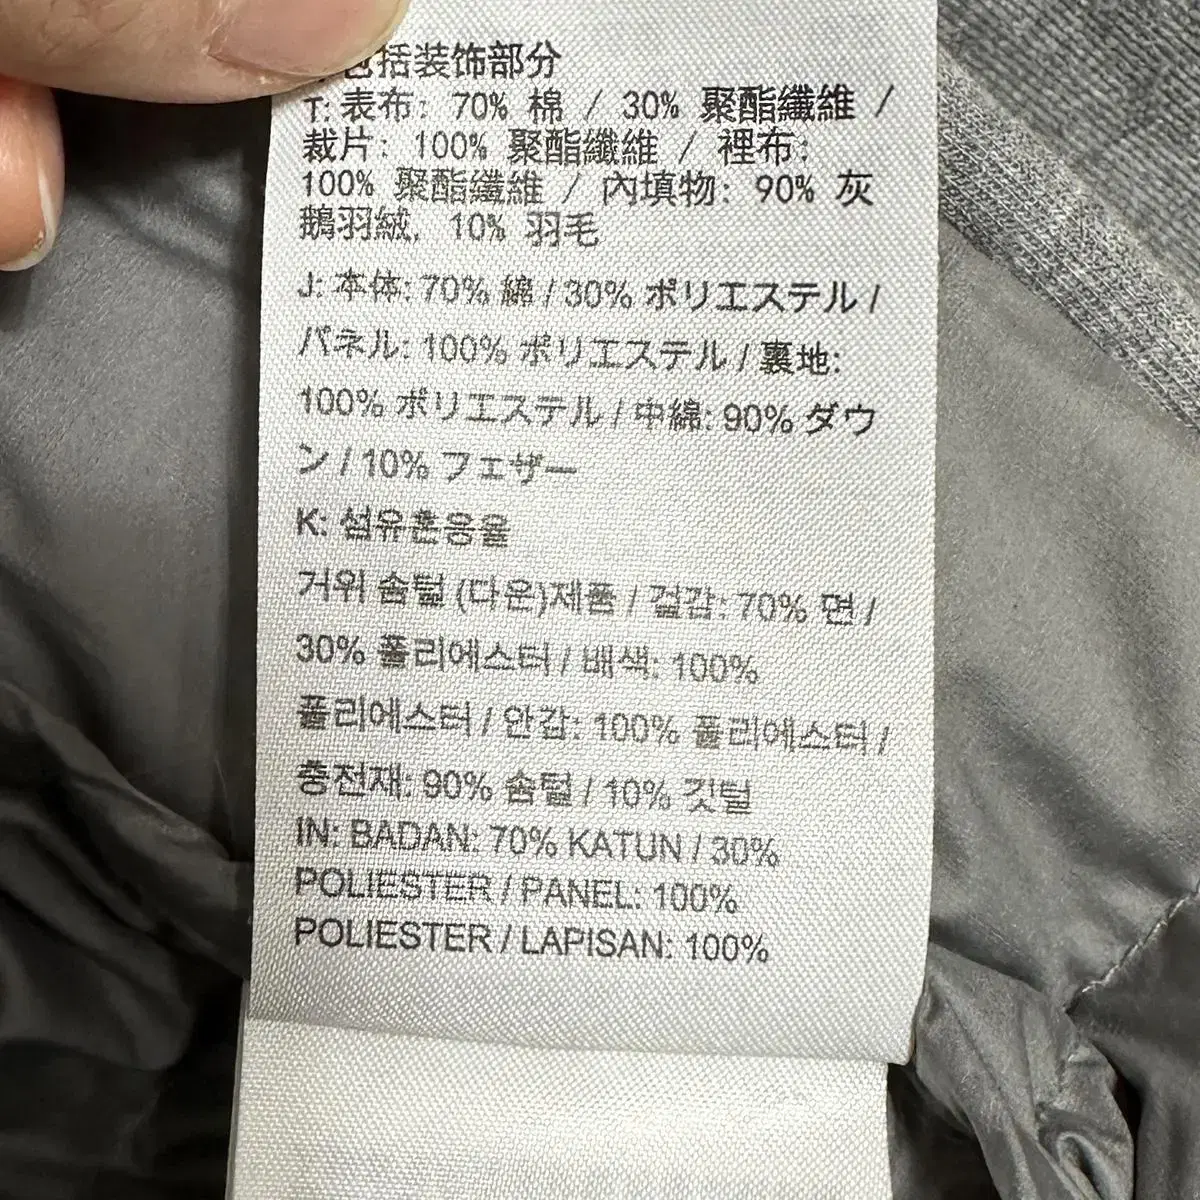 包括装饰部分
T: 表布: 70% 棉 / 30% 聚酯纖維 /
裁片: 100% 聚酯纖維 / 裡布:
100% 聚酯纖維 / 內填物: 90% 灰
鵝羽絨, 10% 羽毛
J: 本体: 70% 綿 / 30% ポリエステル /
パネル: 100% ポリエステル / 裏地:
100% ポリエステル / 中綿: 90% ダウ
ン / 10% フェザー
K: 섬유혼용율
거위 솜털 (다운)제품 / 겉감: 70% 면 /
30% 폴리에스터 / 배색: 100%
폴리에스터 / 안감: 100% 폴리에스터 /
충전재: 90% 솜털 / 10% 깃털
IN: BADAN: 70% KATUN / 30%
POLIESTER / PANEL: 100%
POLIESTER / LAPISAN: 100%